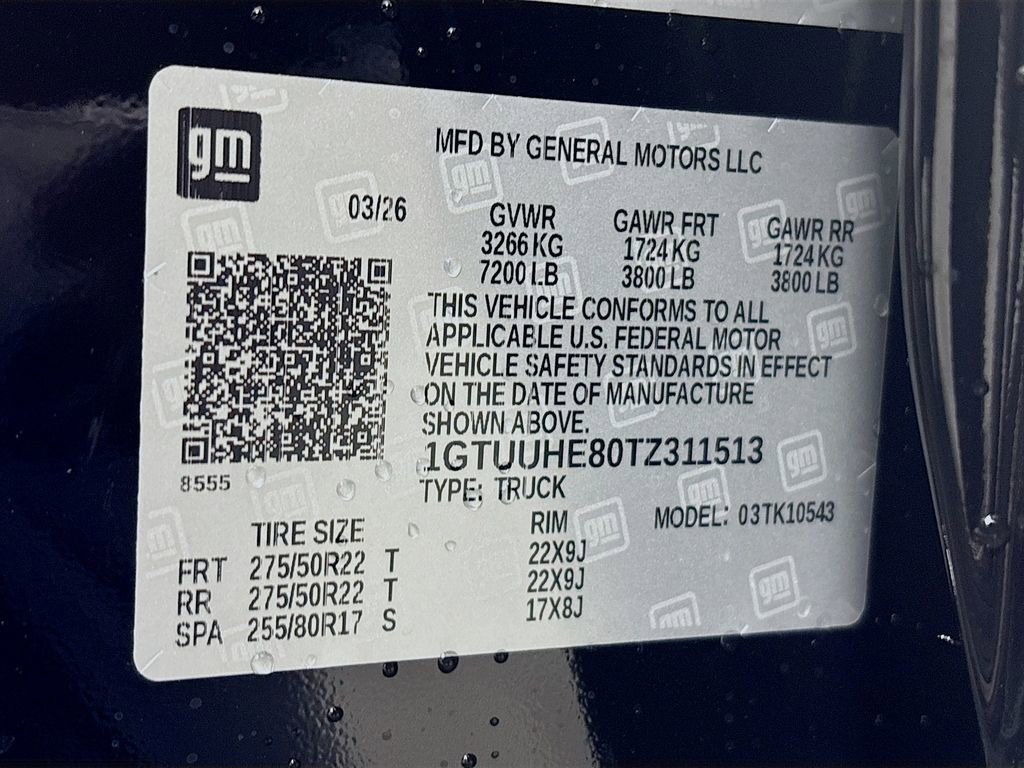 gm
MFD BY GENERAL MOTORS LLC
03/26
GVWR GAWR FRT GAWR RR
3266 KG 1724 KG 1724 KG
7200 LB 3800 LB 3800 LB
THIS VEHICLE CONFORMS TO ALL
APPLICABLE U.S. FEDERAL MOTOR
VEHICLE SAFETY STANDARDS IN EFFECT
ON THE DATE OF MANUFACTURE
SHOWN ABOVE.
1GTUUHE80TZ311513
8555
TYPE: TRUCK
MODEL: 03TK10543
TIRE SIZE RIM
FRT 275/50R22 T 22X9J
RR 275/50R22 T 22X9J
SPA 255/80R17 S 17X8J